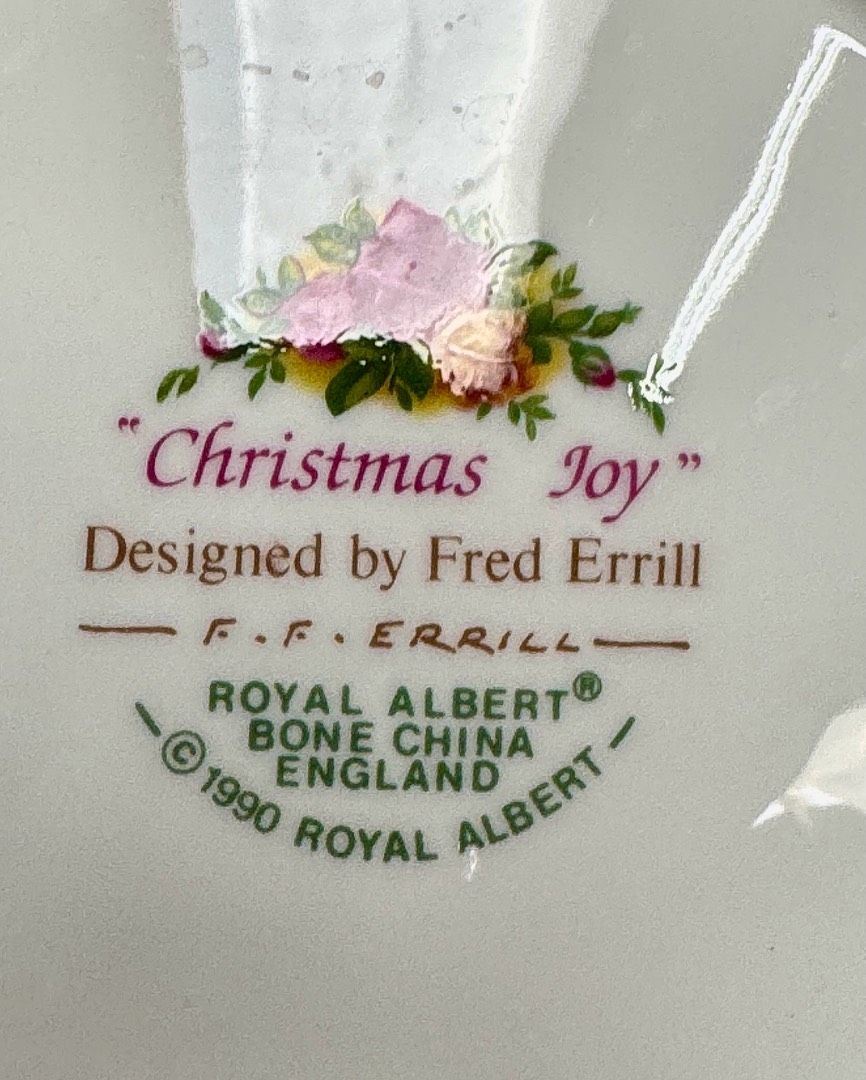 "Christmas Joy"
Designed by Fred Errill
— F.F. ERRILL —
ROYAL ALBERT®
BONE CHINA
ENGLAND
© 1990 ROYAL ALBERT